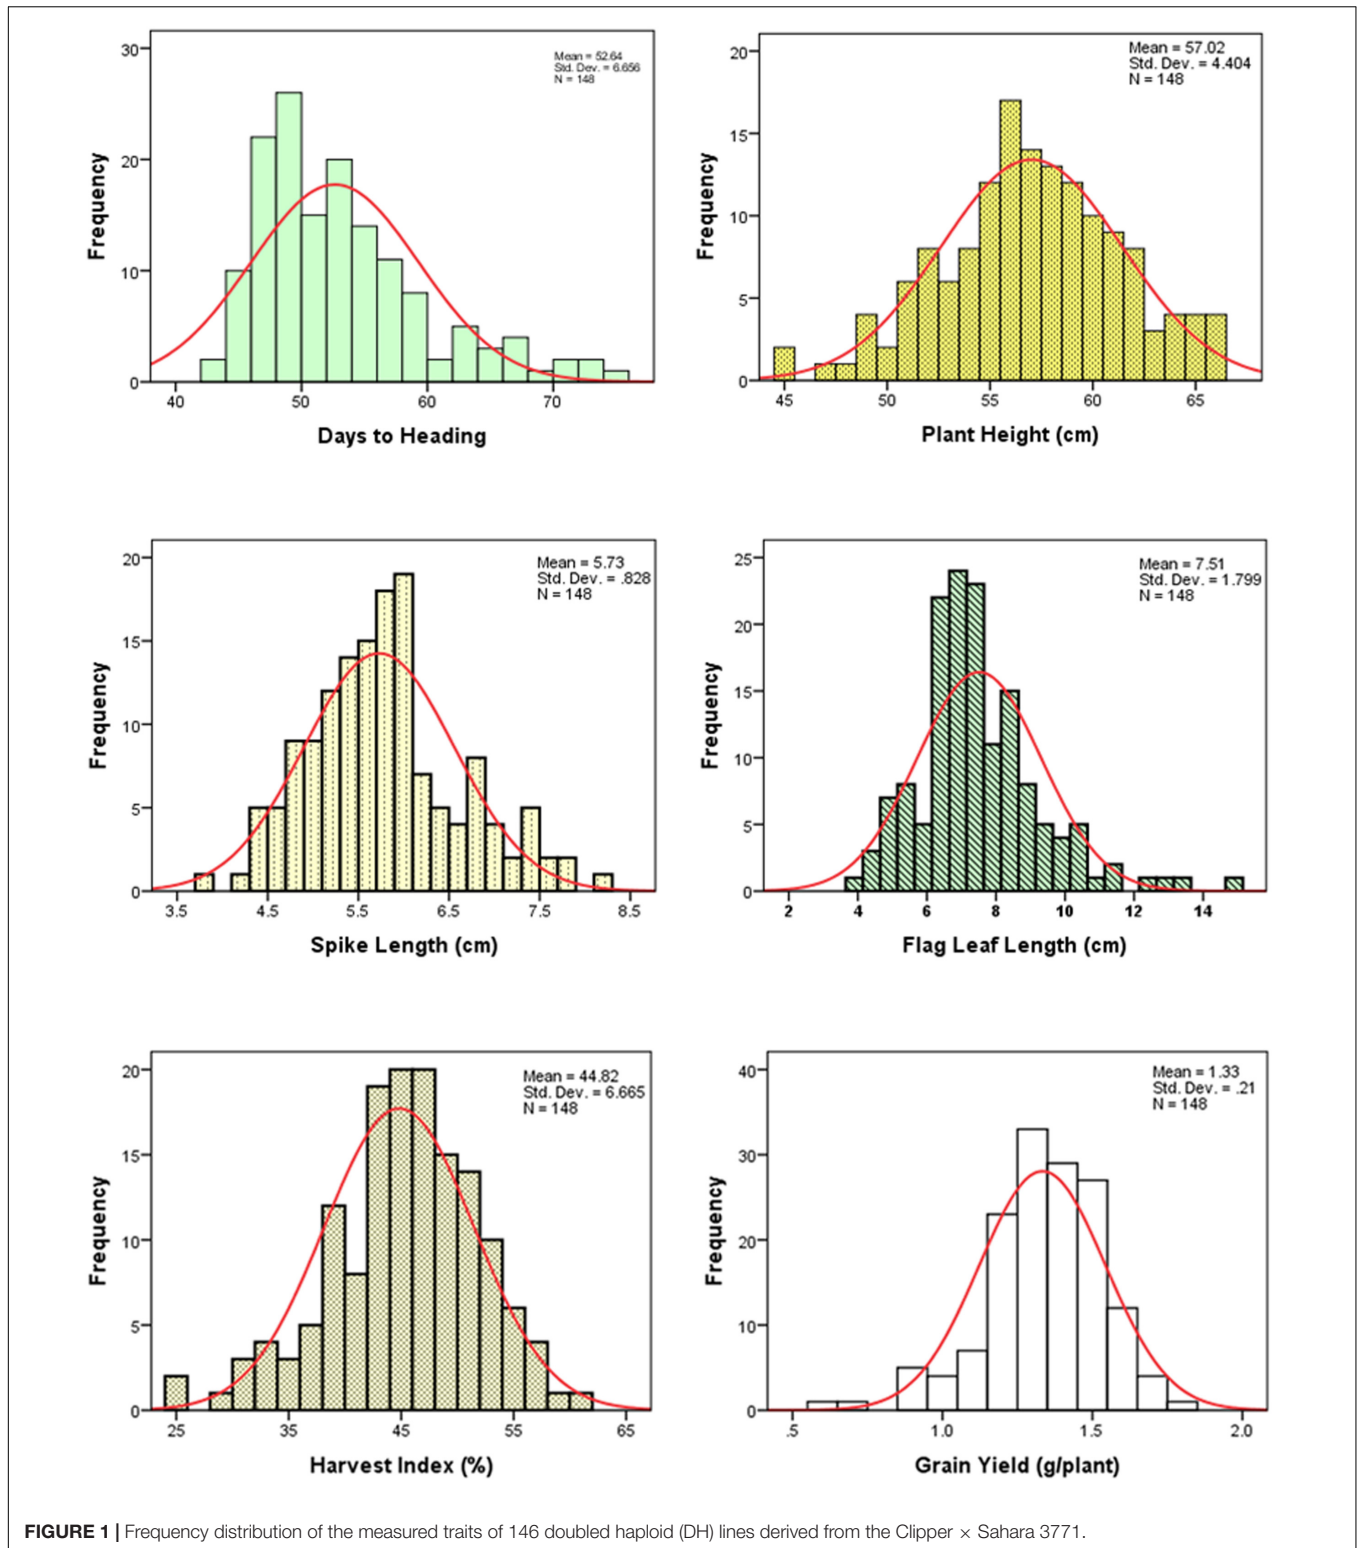 Mean = 52.64
Std. Dev. = 6.656
N = 148
30
20
10
0
Frequency
40 50 60 70
Days to Heading
Mean = 57.02
Std. Dev. = 4.404
N = 148
20
15
10
5
0
Frequency
45 50 55 60 65
Plant Height (cm)
Mean = 5.73
Std. Dev. = .828
N = 148
20
15
10
5
0
Frequency
3.5 4.5 5.5 6.5 7.5 8.5
Spike Length (cm)
Mean = 7.51
Std. Dev. = 1.799
N = 148
25
20
15
10
5
0
Frequency
2 4 6 8 10 12 14
Flag Leaf Length (cm)
Mean = 44.82
Std. Dev. = 6.665
N = 148
20
15
10
5
0
Frequency
25 35 45 55 65
Harvest Index (%)
Mean = 1.33
Std. Dev. = .21
N = 148
40
30
20
10
0
Frequency
.5 1.0 1.5 2.0
Grain Yield (g/plant)
FIGURE 1 | Frequency distribution of the measured traits of 146 doubled haploid (DH) lines derived from the Clipper × Sahara 3771.